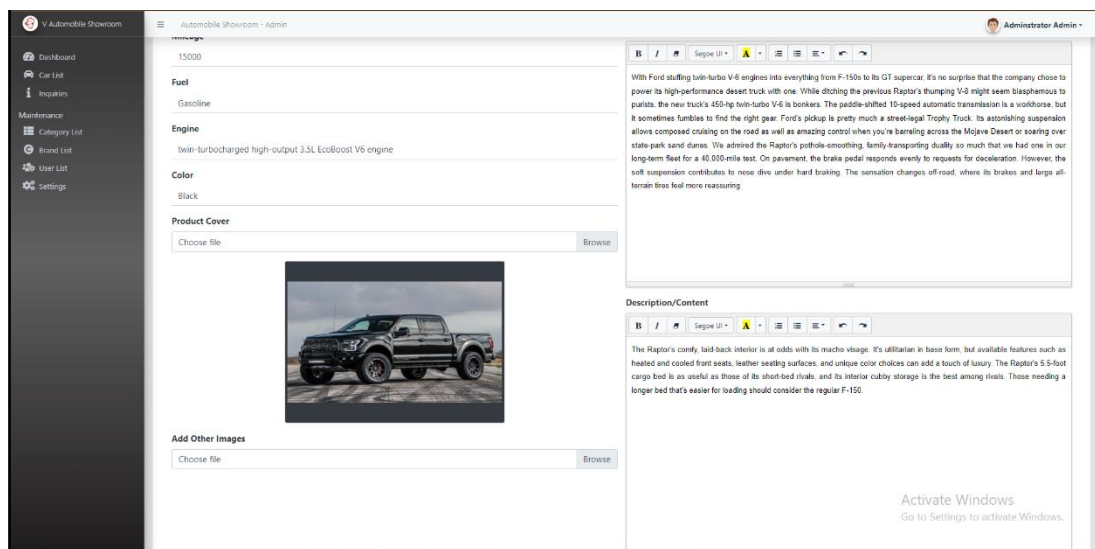 V Automobile Showroom
Automobile Showroom - Admin
Adminstrator Admin
Dashboard
Car List
Inquiries
Maintenance
Category List
Brand List
User List
Settings
Mileage
15000
Fuel
Gasoline
Engine
twin-turbocharged high-output 3.5L EcoBoost V6 engine
Color
Black
Product Cover
Choose file
Browse
Add Other Images
Choose file
Browse
B I Segoe UI A
With Ford stuffing twin-turbo V-6 engines into everything from F-150s to its GT supercar, it's no surprise that the company chose to
power its high-performance desert truck with one. While ditching the previous Raptor's thumping V-8 might seem blasphemous to
purists, the new truck's 450-hp twin-turbo V-6 is bonkers. The paddle-shifted 10-speed automatic transmission is a workhorse, but
it sometimes fumbles to find the right gear. Ford's pickup is pretty much a street-legal Trophy Truck. Its astonishing suspension
allows composed cruising on the road as well as amazing control when you're barreling across the Mojave Desert or soaring over
state-park sand dunes. We admired the Raptor's pothole-smoothing, family-transporting duality so much that we had one in our
long-term fleet for a 40,000-mile test. On pavement, the brake pedal responds evenly to requests for deceleration. However, the
soft suspension contributes to nose dive under hard braking. The sensation changes off-road, where its brakes and large all-
terrain tires feel more reassuring.
Description/Content
B I Segoe UI A
The Raptor's comfy, laid-back interior is at odds with its macho visage. It's utilitarian in base form, but available features such as
heated and cooled front seats, leather seating surfaces, and unique color choices can add a touch of luxury. The Raptor's 5.5-foot
cargo bed is as useful as those of its short-bed rivals, and its interior cubby storage is the best among rivals. Those needing a
longer bed that's easier for loading should consider the regular F-150.
Activate Windows
Go to Settings to activate Windows.